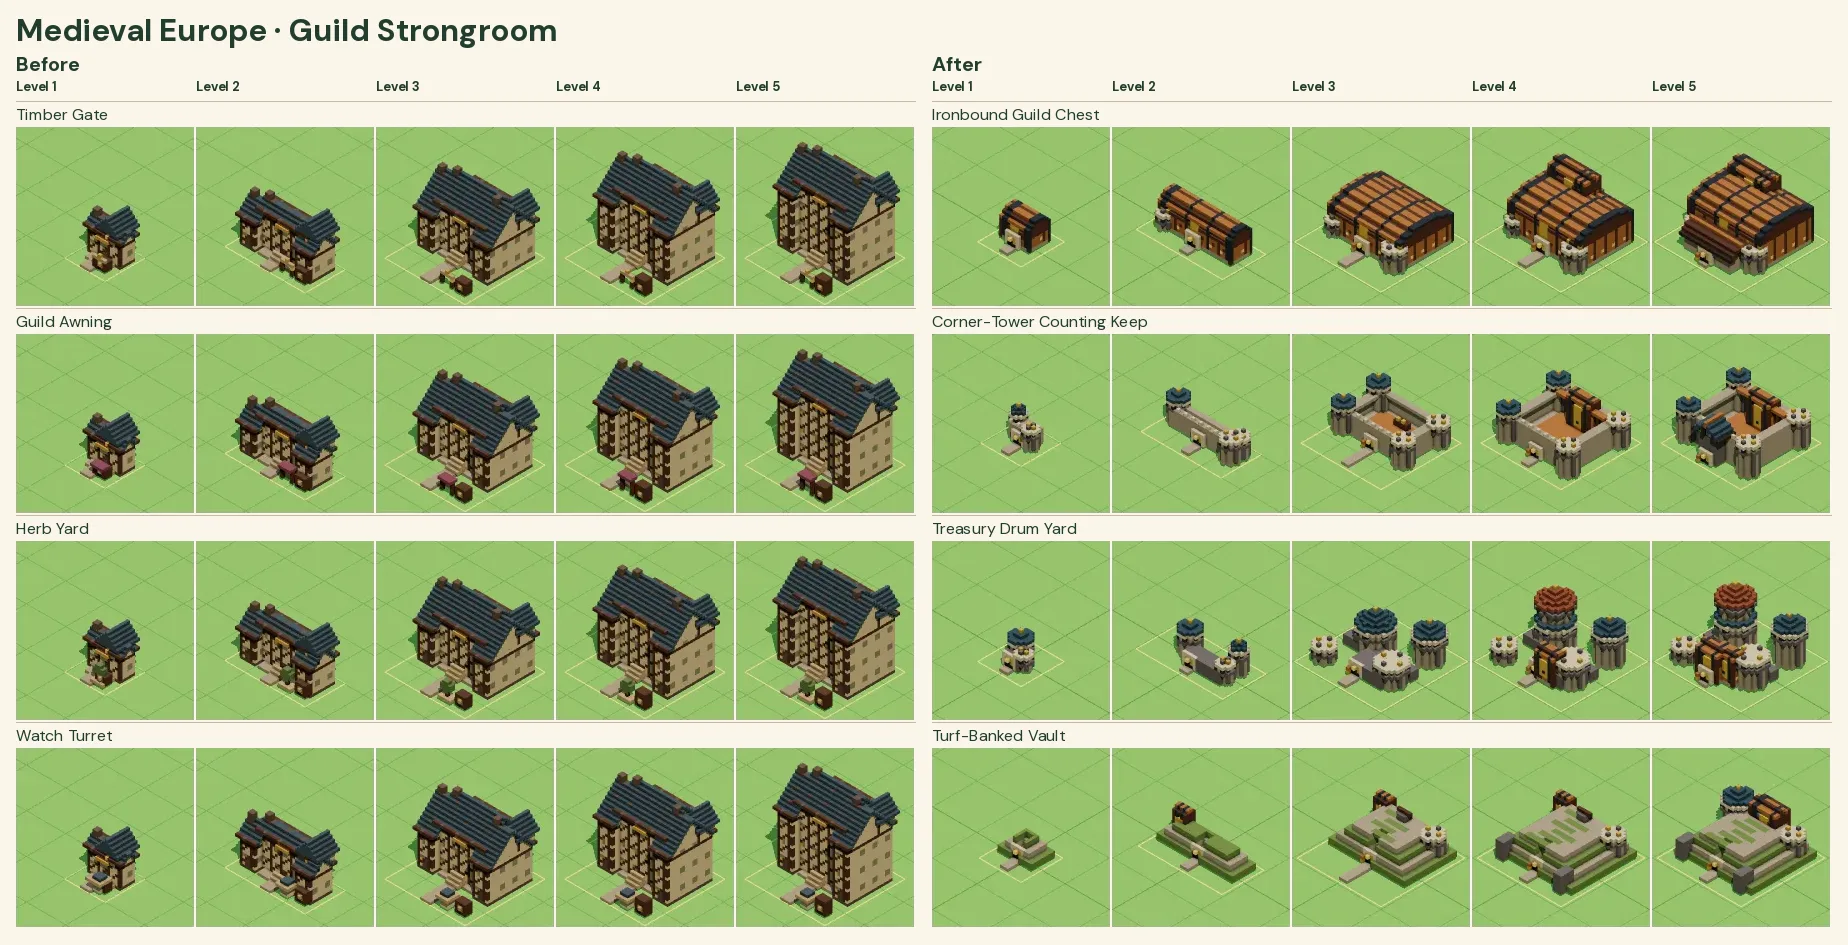 Medieval Europe · Guild Strongroom
Before
Level 1 Level 2 Level 3 Level 4 Level 5
Timber Gate
Guild Awning
Herb Yard
Watch Turret
After
Level 1 Level 2 Level 3 Level 4 Level 5
Ironbound Guild Chest
Corner-Tower Counting Keep
Treasury Drum Yard
Turf-Banked Vault